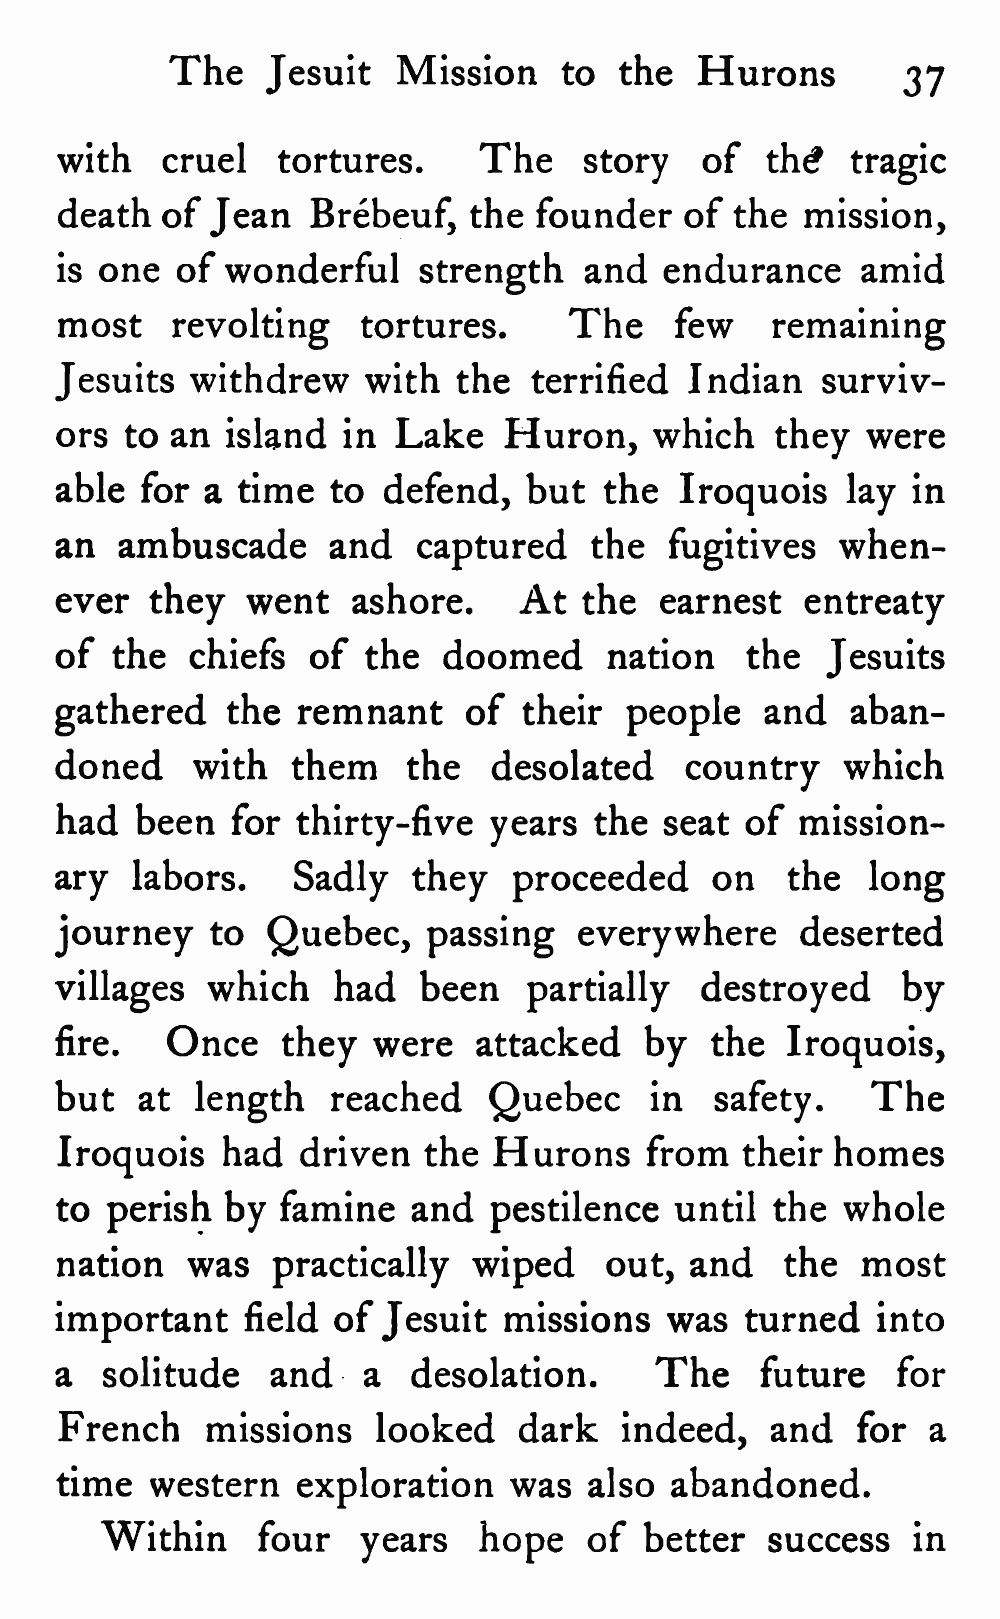 The Jesuit Mission to the Hurons 37
with cruel tortures. The story of the tragic
death of Jean Brébeuf, the founder of the mission,
is one of wonderful strength and endurance amid
most revolting tortures. The few remaining
Jesuits withdrew with the terrified Indian surviv-
ors to an island in Lake Huron, which they were
able for a time to defend, but the Iroquois lay in
an ambuscade and captured the fugitives when-
ever they went ashore. At the earnest entreaty
of the chiefs of the doomed nation the Jesuits
gathered the remnant of their people and aban-
doned with them the desolated country which
had been for thirty-five years the seat of mission-
ary labors. Sadly they proceeded on the long
journey to Quebec, passing everywhere deserted
villages which had been partially destroyed by
fire. Once they were attacked by the Iroquois,
but at length reached Quebec in safety. The
Iroquois had driven the Hurons from their homes
to perish by famine and pestilence until the whole
nation was practically wiped out, and the most
important field of Jesuit missions was turned into
a solitude and a desolation. The future for
French missions looked dark indeed, and for a
time western exploration was also abandoned.
Within four years hope of better success in